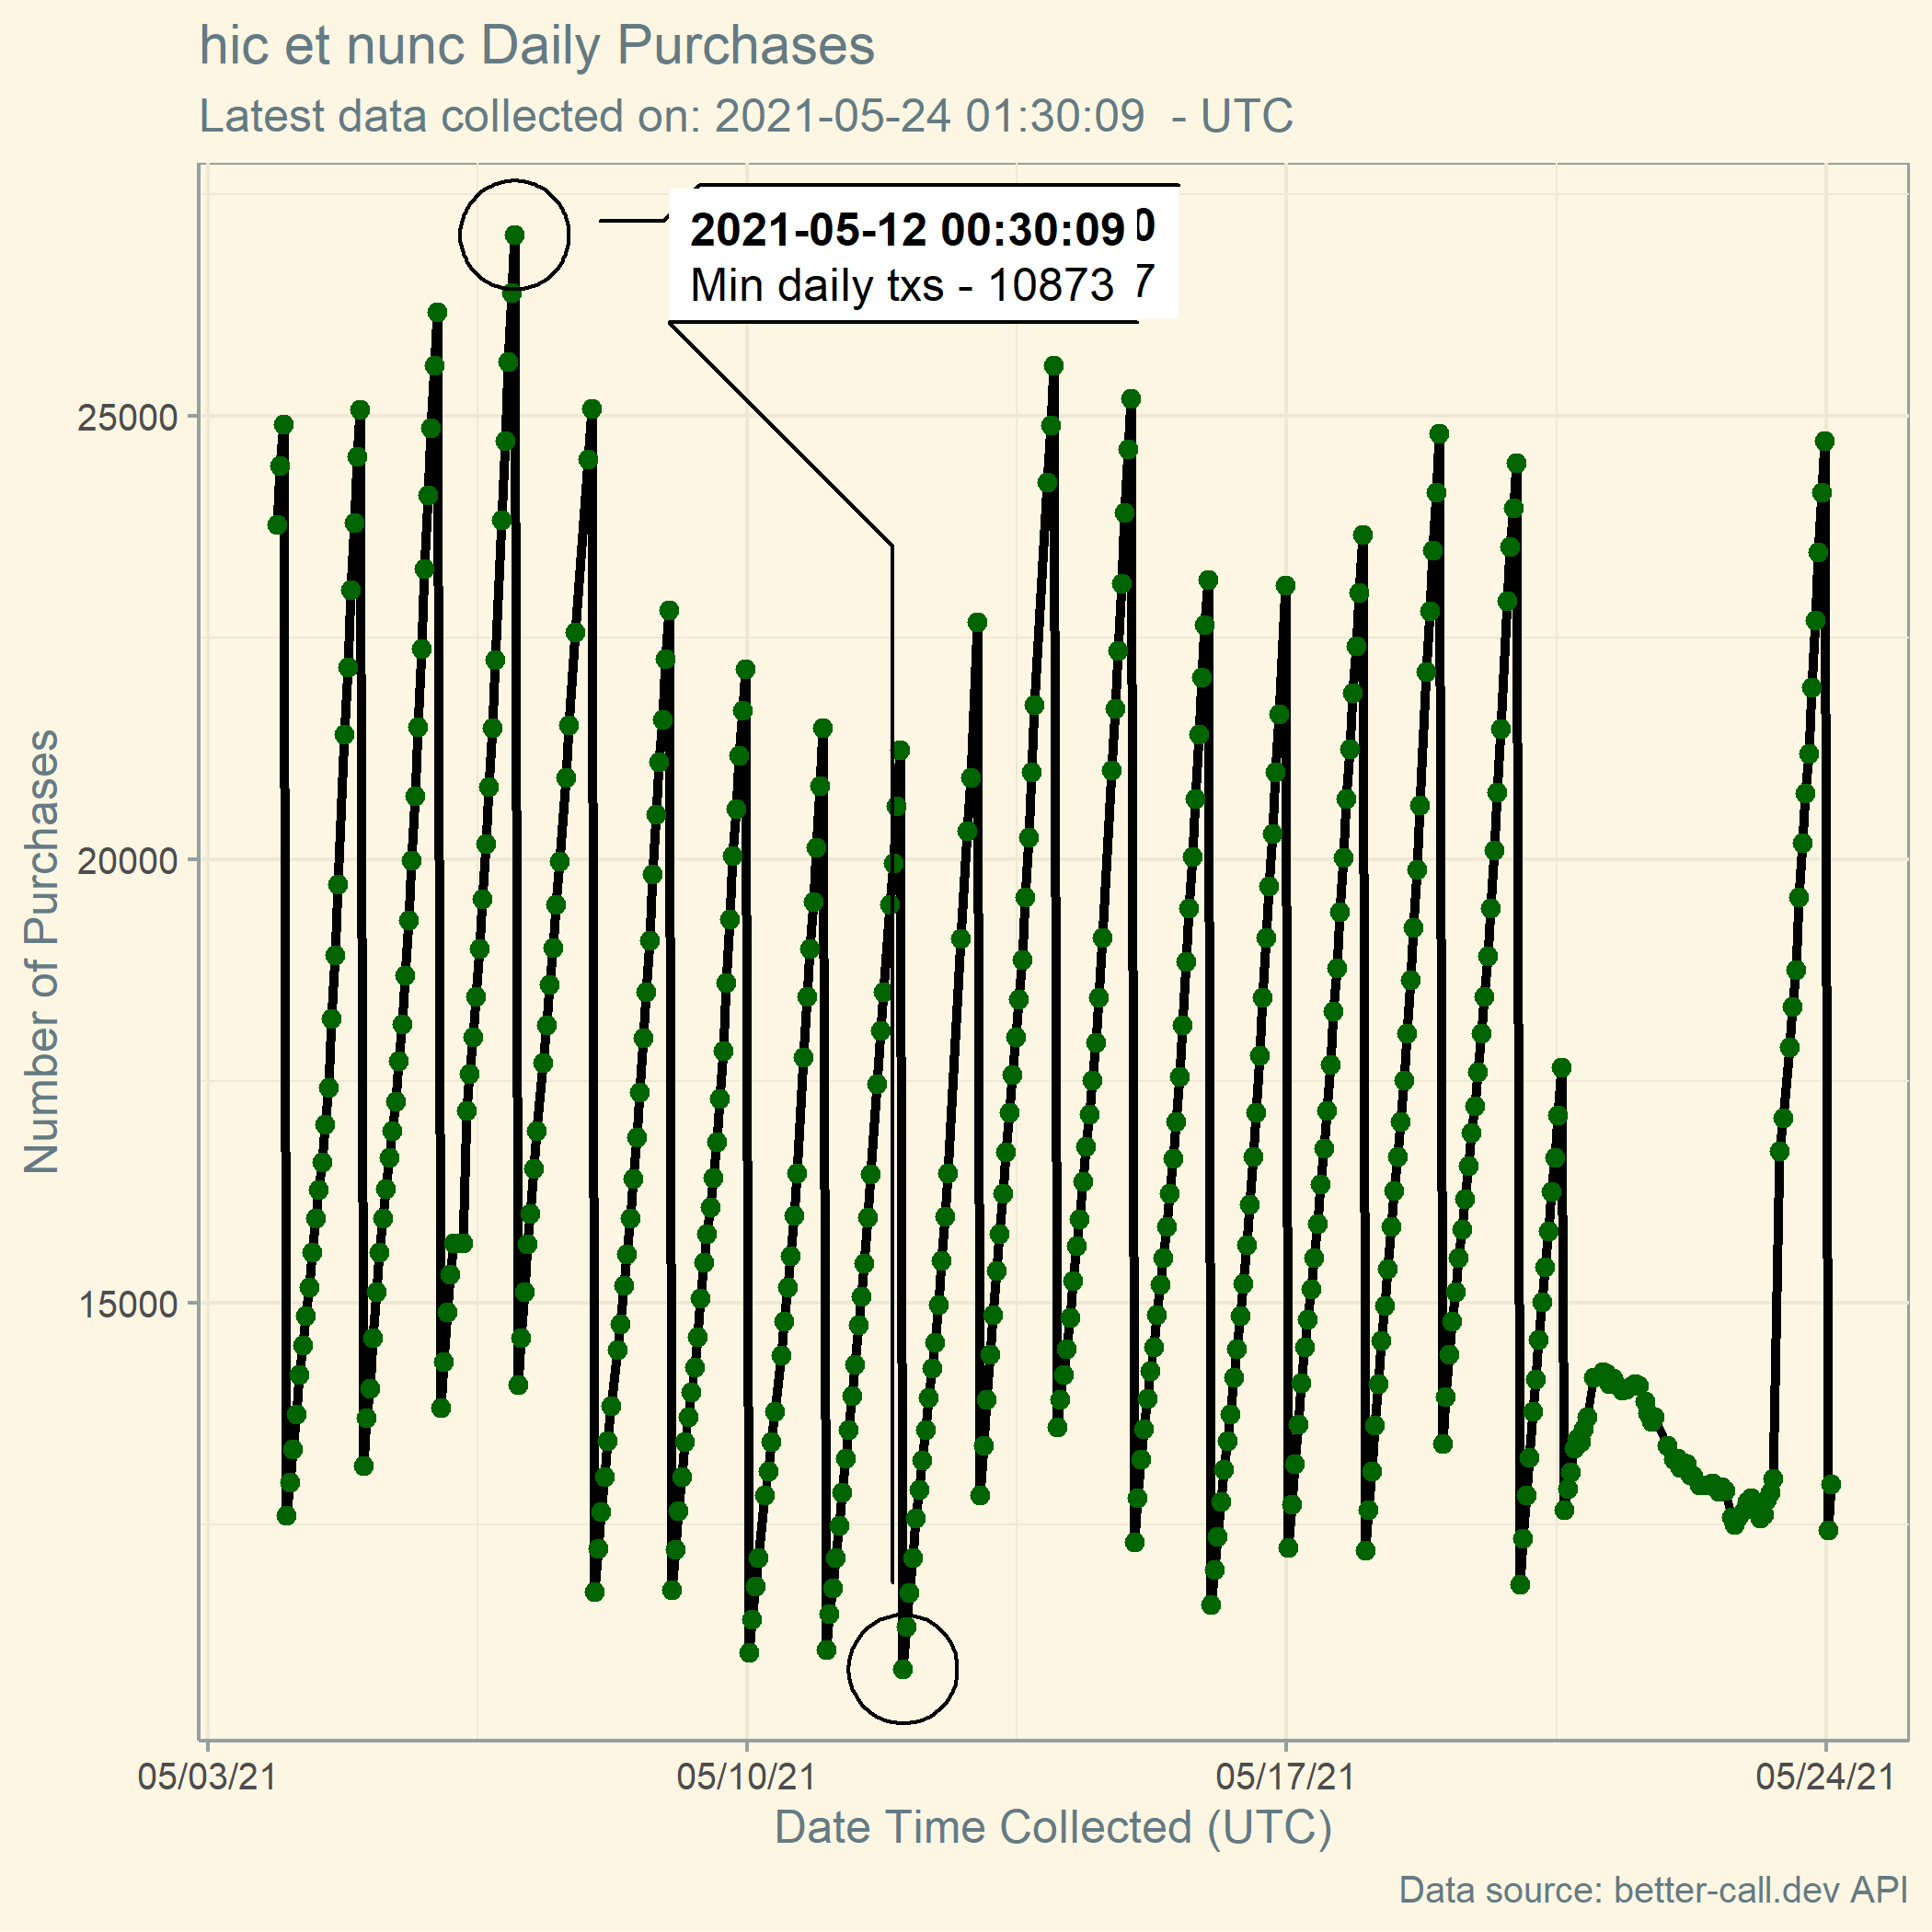 hic et nunc Daily Purchases
Latest data collected on: 2021-05-24 01:30:09 - UTC
2021-05-12 00:30:09 0
Min daily txs - 10873 7
25000
20000
15000
Number of Purchases
05/03/21 05/10/21 05/17/21 05/24/21
Date Time Collected (UTC)
Data source: better-call.dev API